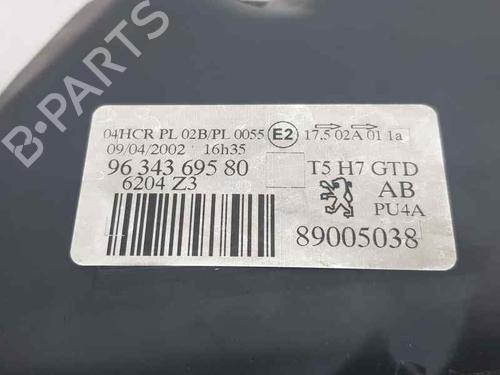 B-PARTS
04HCR PL 02B/PL 0055 E2 17.5 02A 01 1a
09/04/2002 16h35
96 343 695 80 T5 H7 GTD
6204 Z3 AB
PU4A
89005038